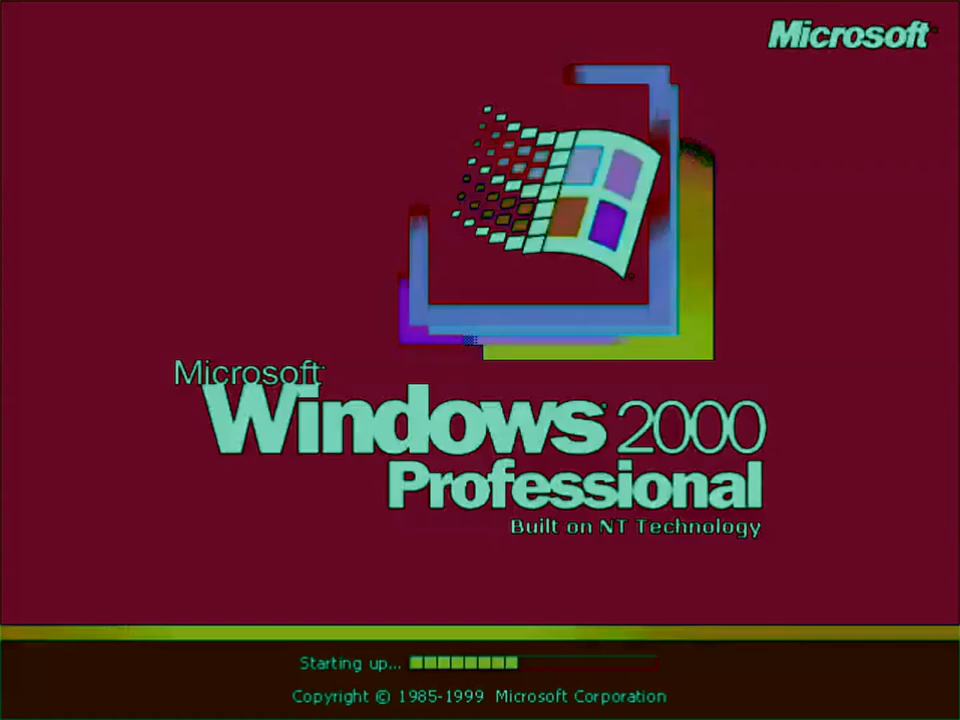 Microsoft
Microsoft
Windows 2000
Professional
Built on NT Technology
Starting up...
Copyright © 1985-1999 Microsoft Corporation